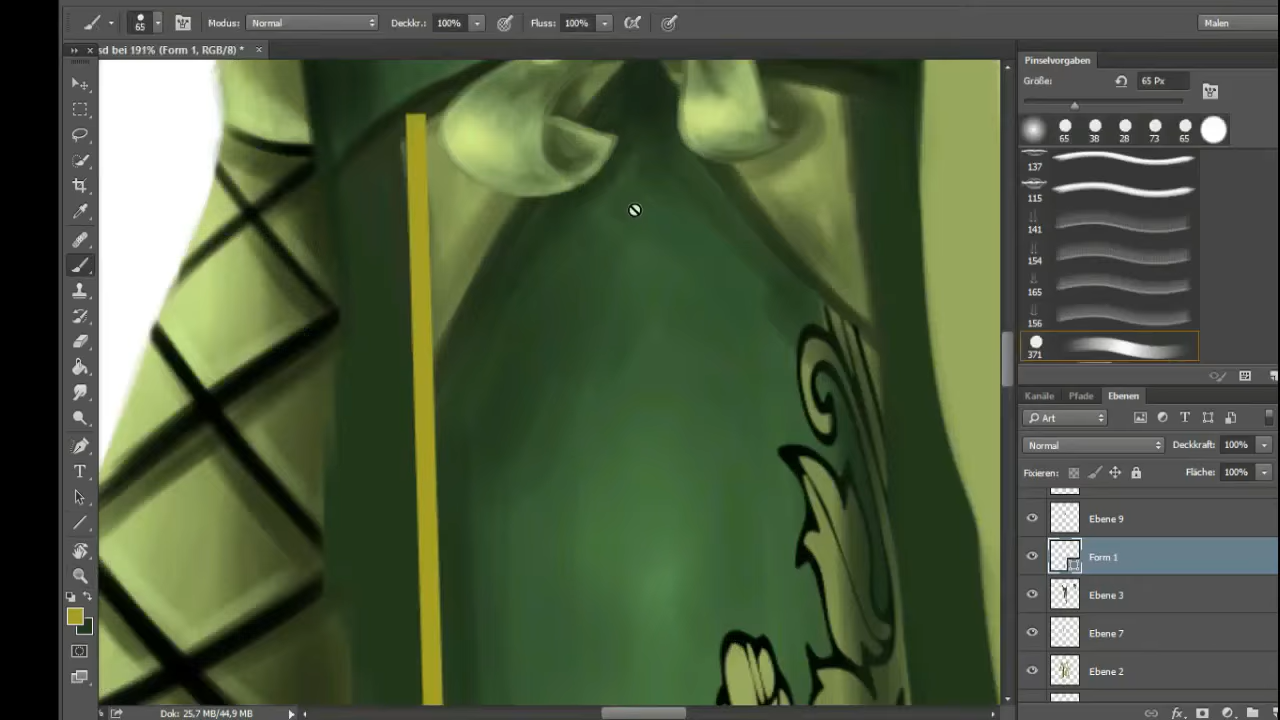 65
Modus: Normal
Deckkr.: 100%
Fluss: 100%
Malen
sd bei 191% (Form 1, RGB/8) *
Pinselvorgaben
Größe: 65 Px
65 38 28 73 65
137
115
141
154
165
156
371
Kanäle Pfade Ebenen
Art
Normal Deckkraft: 100%
Fixieren: Fläche: 100%
Ebene 9
Form 1
Ebene 3
Ebene 7
Ebene 2
fx
Dok: 25,7 MB/44,9 MB